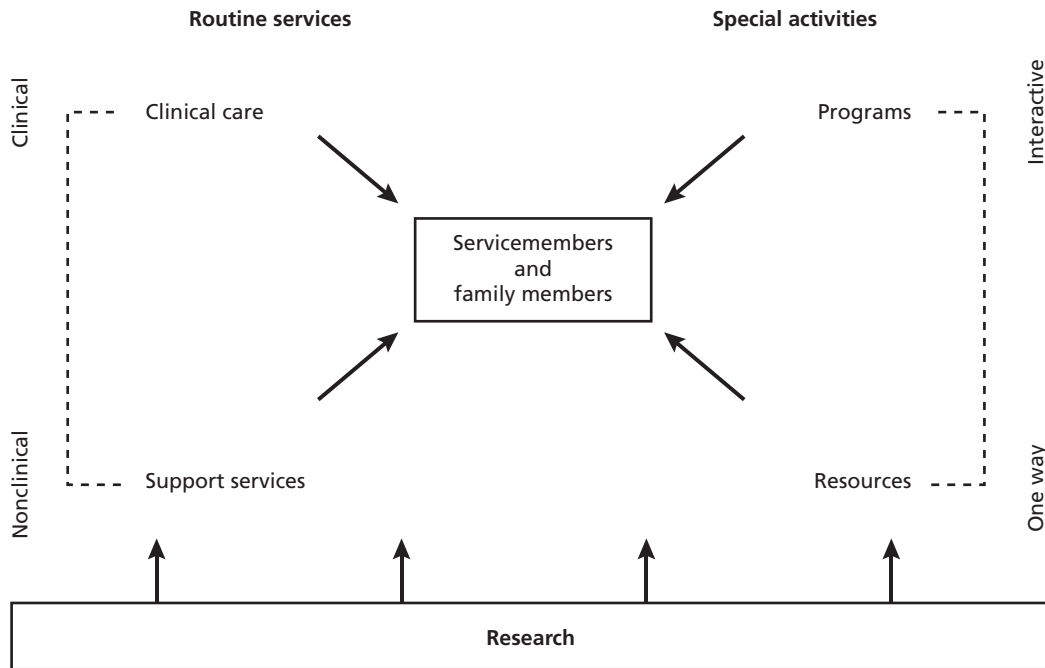 Routine services
Special activities
Clinical
Clinical care
Programs
Interactive
Servicemembers
and
family members
Nonclinical
Support services
Resources
One way
Research